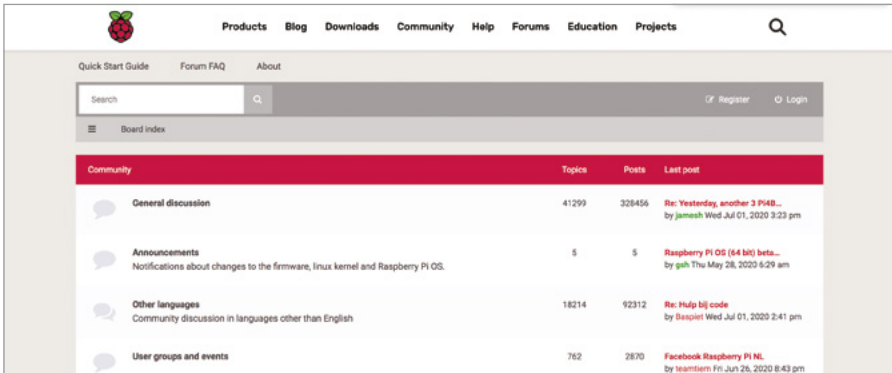 Products Blog Downloads Community Help Forums Education Projects
Quick Start Guide Forum FAQ About
Search Register Login
Board index
Community Topics Posts Last post
General discussion 41299 328456 Re: Yesterday, another 3 Pi4B...
by jamesh Wed Jul 01, 2020 3:23 pm
Announcements 5 5 Raspberry Pi OS (64 bit) beta...
Notifications about changes to the firmware, linux kernel and Raspberry Pi OS. by gsh Thu May 28, 2020 6:29 am
Other languages 18214 92312 Re: Hulp bij code
Community discussion in languages other than English by Baspiet Wed Jul 01, 2020 2:41 pm
User groups and events 762 2870 Facebook Raspberry Pi NL
by teamtiem Fri Jun 26, 2020 8:43 pm